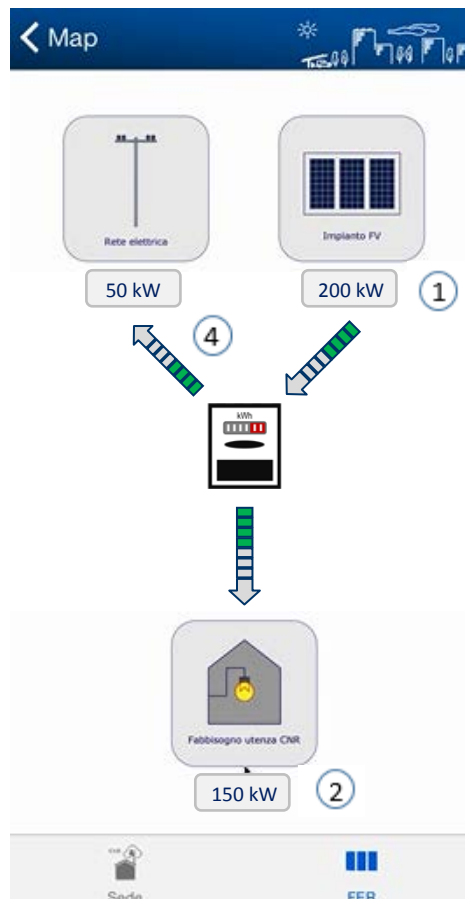 Map
Rete elettrica
Impianto FV
50 kW
200 kW
1
4
kWh
Fabbisogno utenza CNR
150 kW
2
Sede
FER